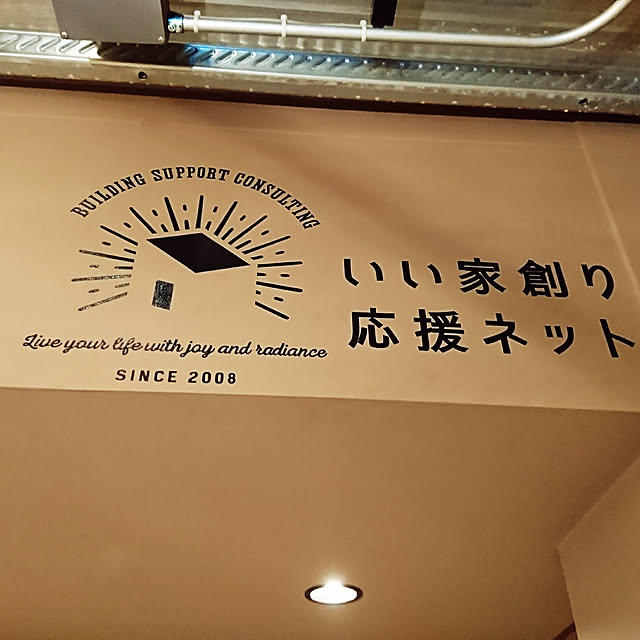 BUILDING SUPPORT CONSULTING
Live your life with joy and radiance
SINCE 2008
いい家創り
応援ネット